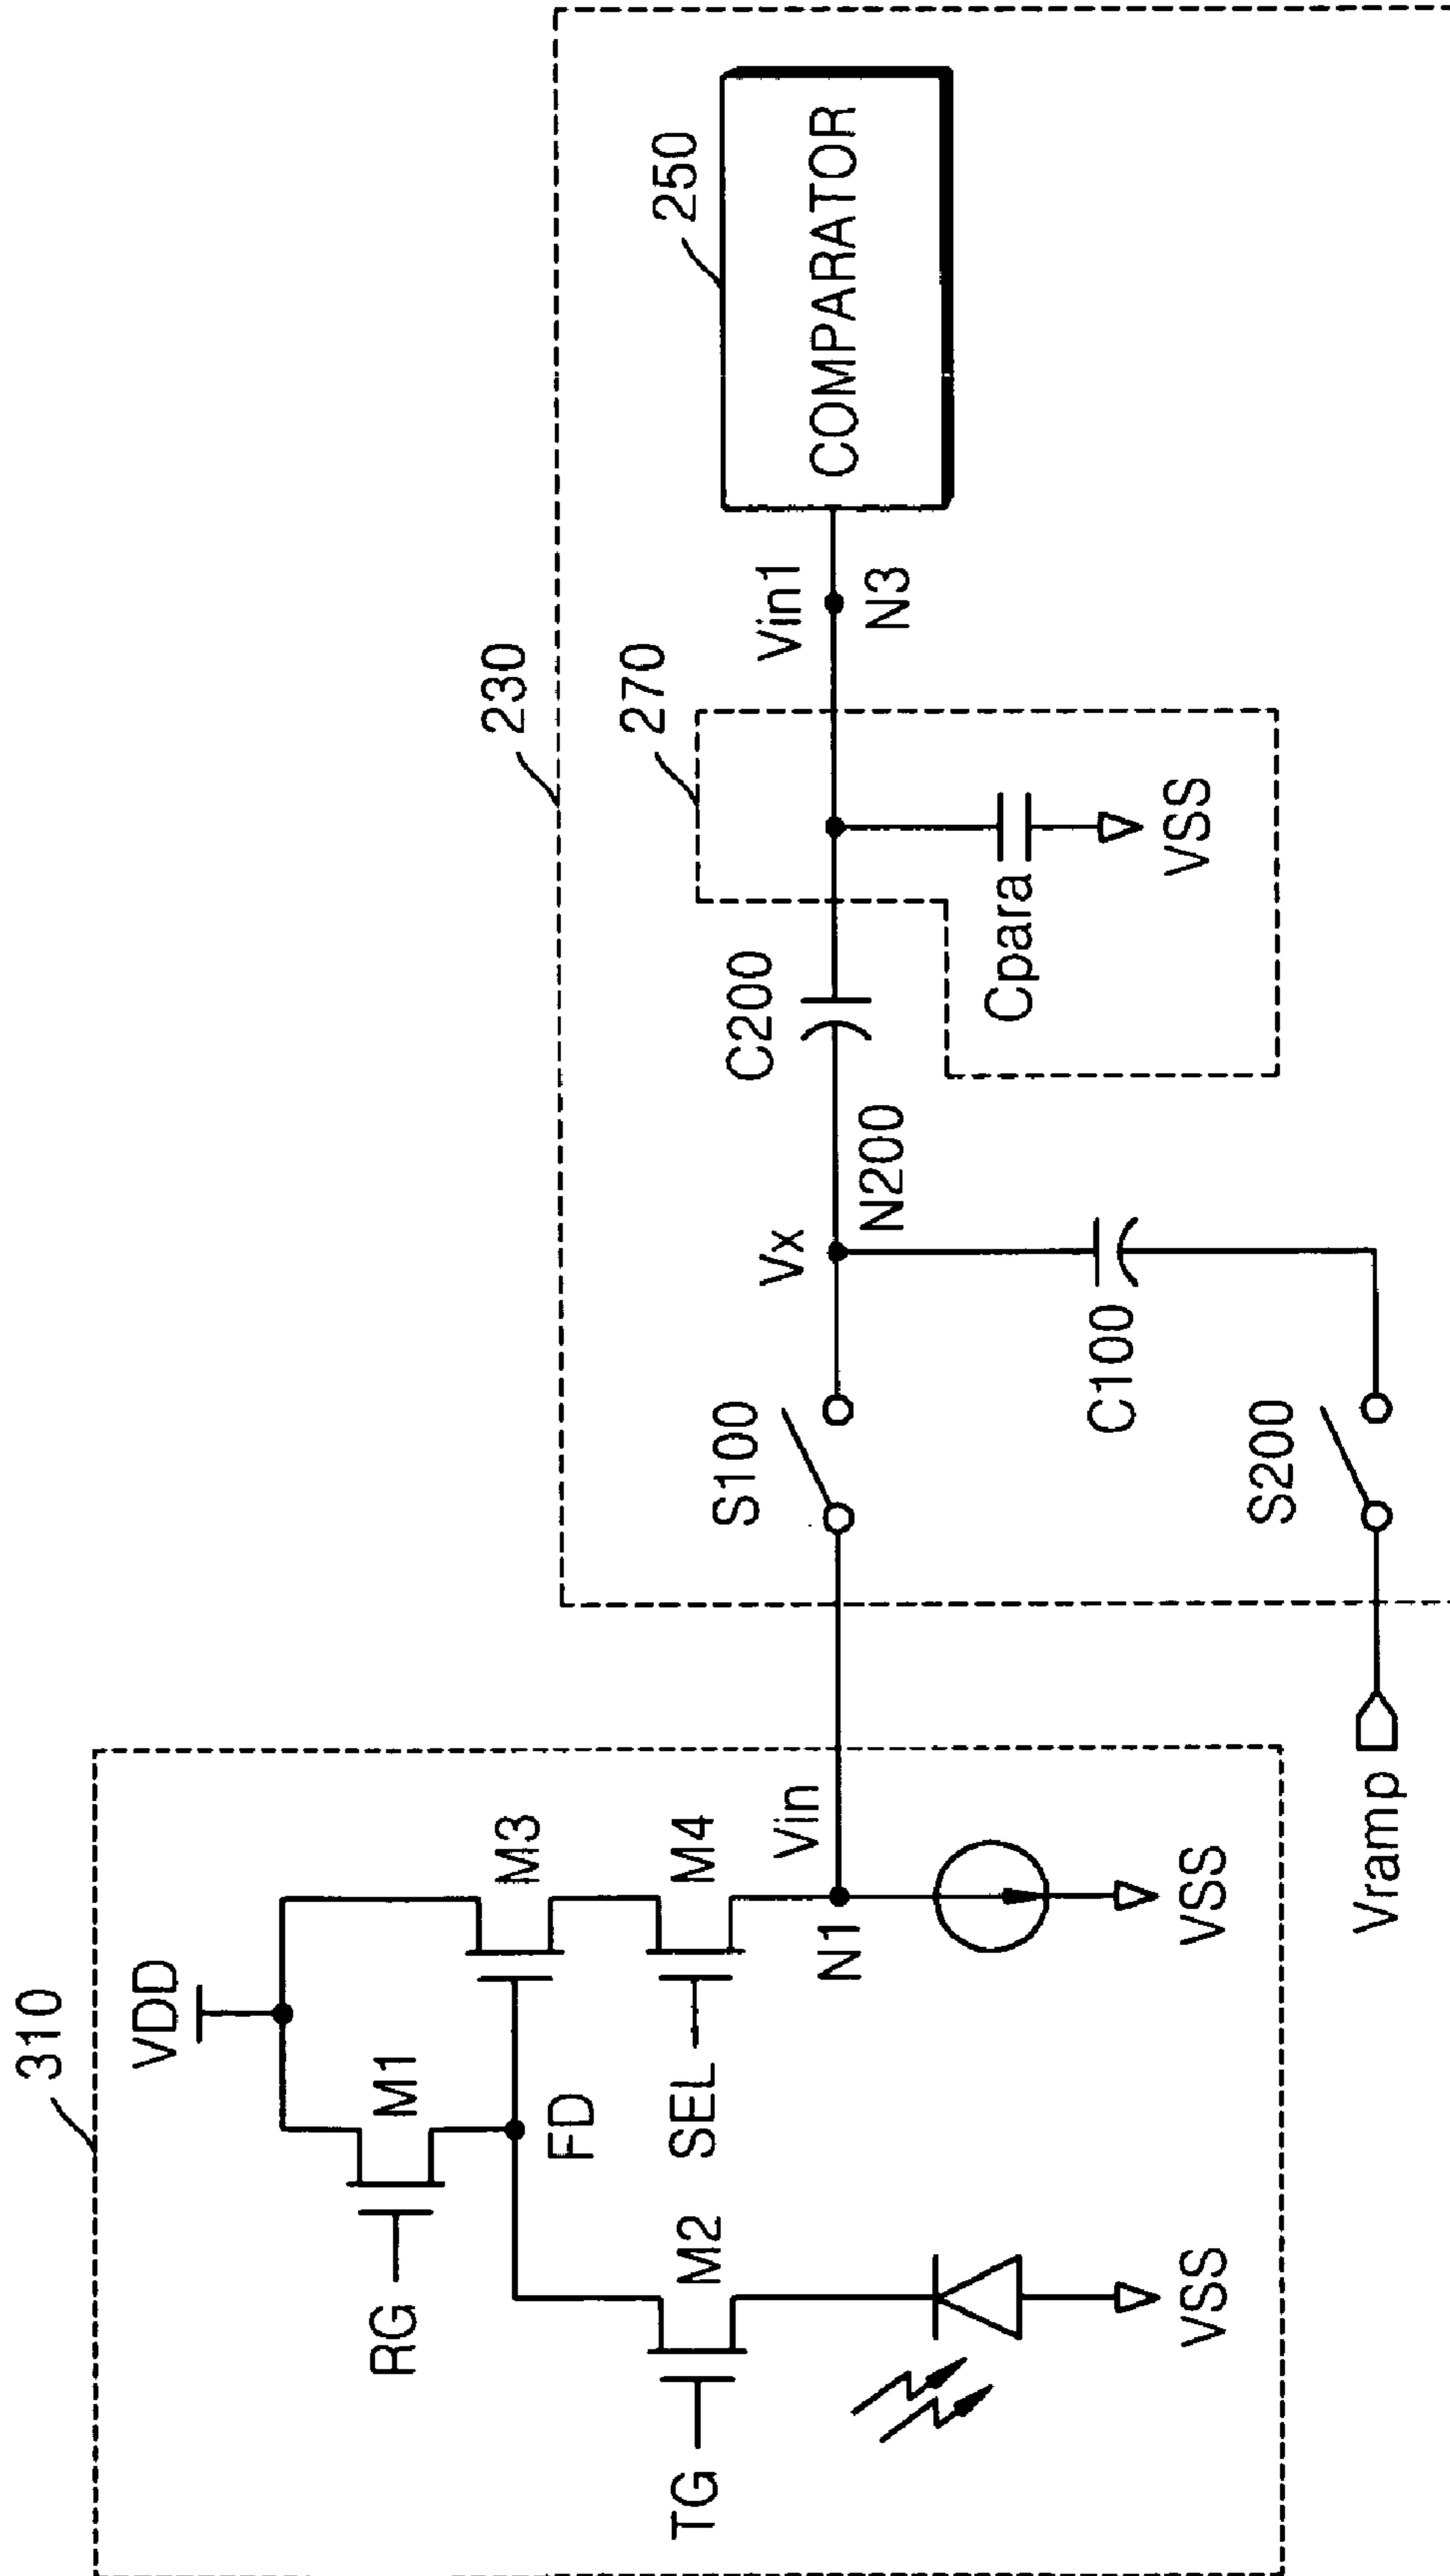 310
VDD
M1
RG
FD
M3
SEL
M4
M2
TG
Vin
N1
VSS
VSS
Vramp
230
S100
Vx
N200
C100
S200
C200
270
Cpara
VSS
Vin1
N3
250
COMPARATOR